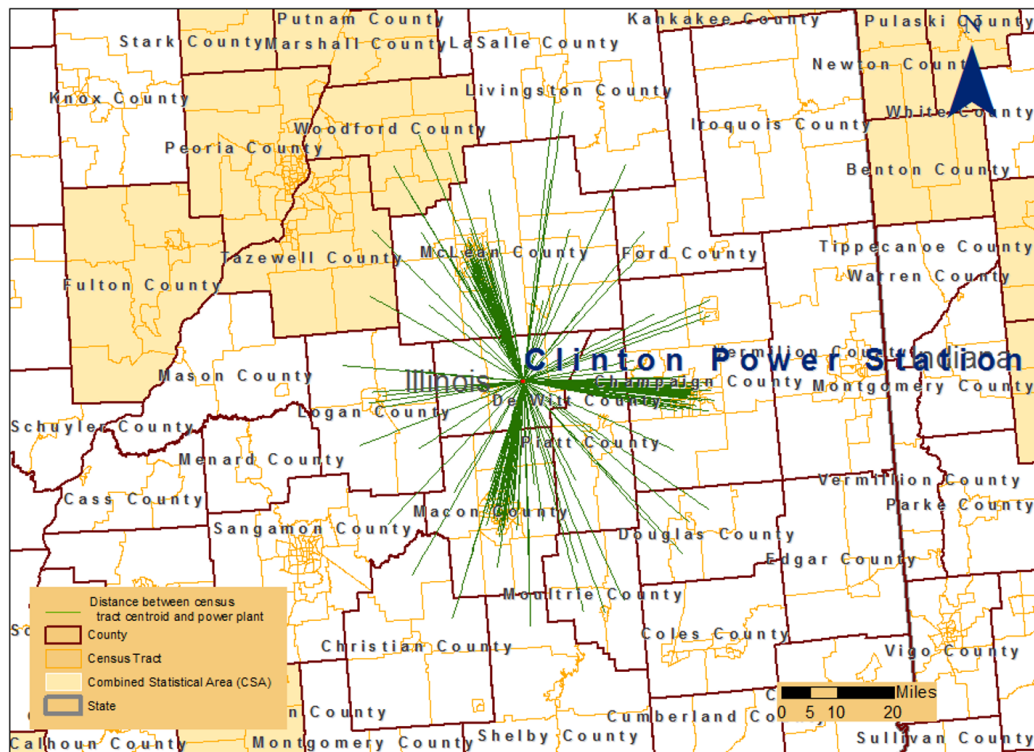 Putnam County
Kankakee County
Pulaski County
Stark County
Marshall County
LaSalle County
N
Newton Count
Knox County
Livingston County
White County
Woodford County
Iroquois County
Peoria County
Benton County
McLean County
Ford County
Tippecanoe County
Tazewell County
Warren County
Fulton County
Clinton Power Station
Vermilion County
Indiana
Mason County
Illinois
Champaign County
Montgomery County
De Witt County
Logan County
Schuyler County
Piatt County
Menard County
Vermillion County
Cass County
Parke County
Macon County
Sangamon County
Douglas County
Edgar County
Moultrie County
Distance between census
tract centroid and power plant
County
Census Tract
Combined Statistical Area (CSA)
State
Coles County
Christian County
Vigo County
Miles
0 5 10 20
n County
Cumberland County
Calhoun County
Montgomery County
Shelby County
Sullivan County